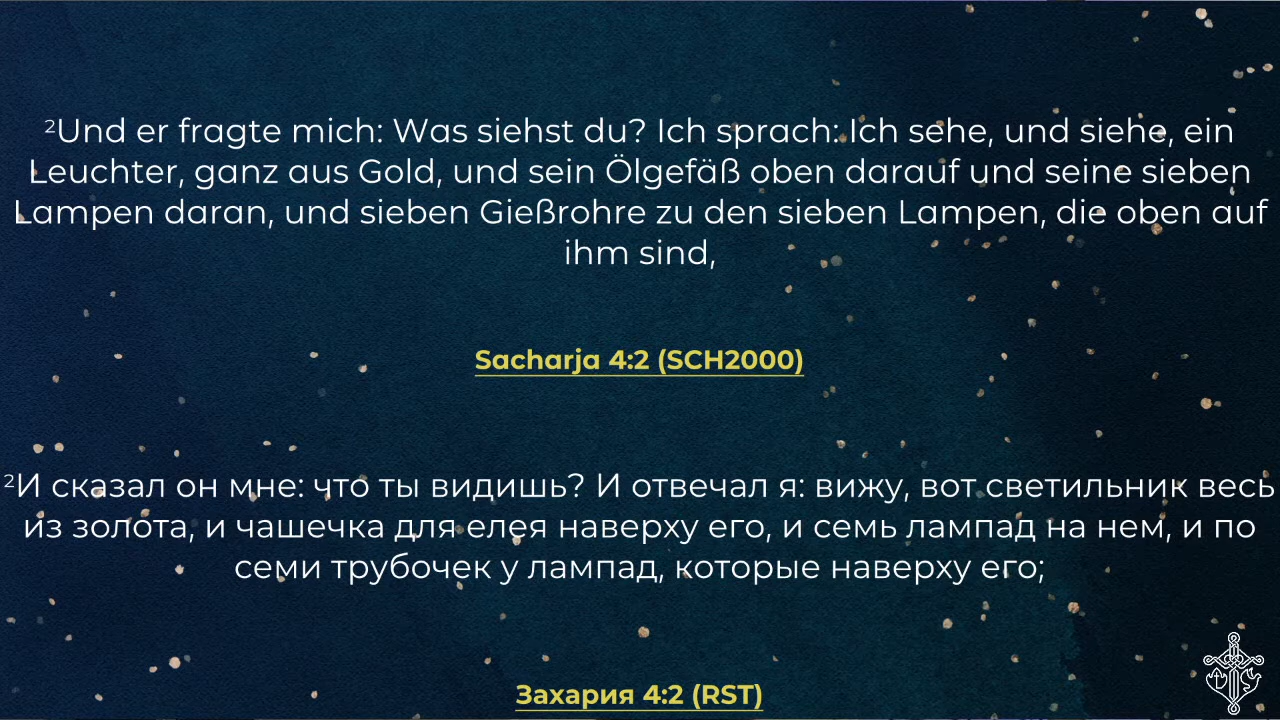 ²Und er fragte mich: Was siehst du? Ich sprach: Ich sehe, und siehe, ein
Leuchter, ganz aus Gold, und sein Ölgefäß oben darauf und seine sieben
Lampen daran, und sieben Gießrohre zu den sieben Lampen, die oben auf
ihm sind,
Sacharja 4:2 (SCH2000)
²И сказал он мне: что ты видишь? И отвечал я: вижу, вот светильник весь
из золота, и чашечка для елея наверху его, и семь лампад на нем, и по
семи трубочек у лампад, которые наверху его;
Захария 4:2 (RST)